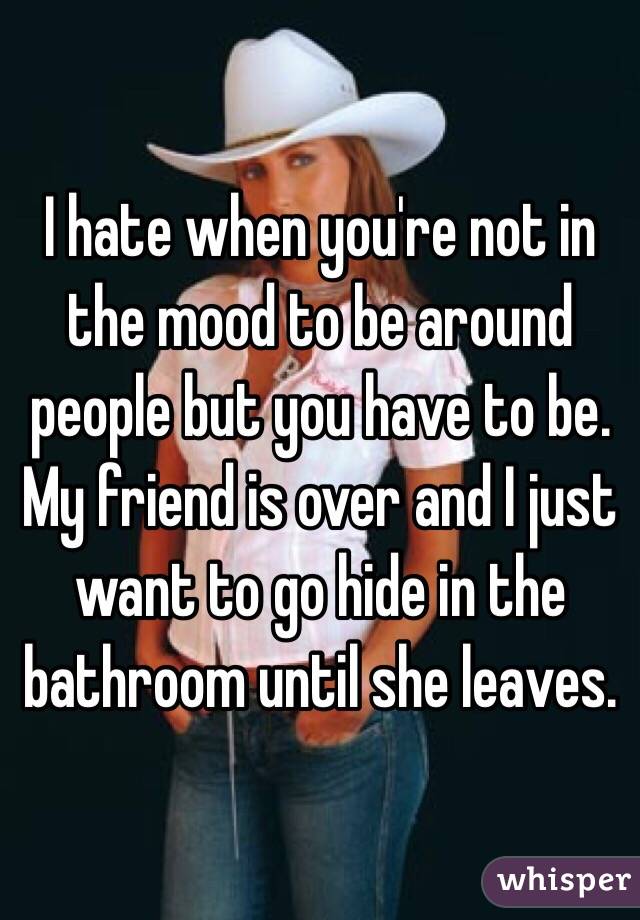 I hate when you're not in
the mood to be around
people but you have to be.
My friend is over and I just
want to go hide in the
bathroom until she leaves.
whisper